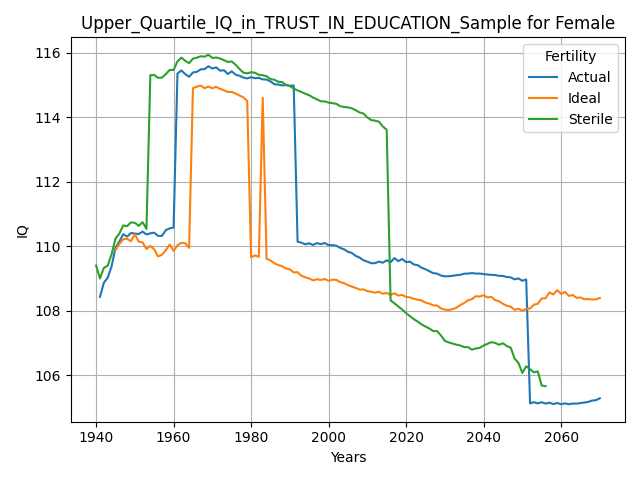 Upper_Quartile_IQ_in_TRUST_IN_EDUCATION_Sample for Female
Fertility
Actual
Ideal
Sterile
IQ
116
114
112
110
108
106
1940 1960 1980 2000 2020 2040 2060
Years